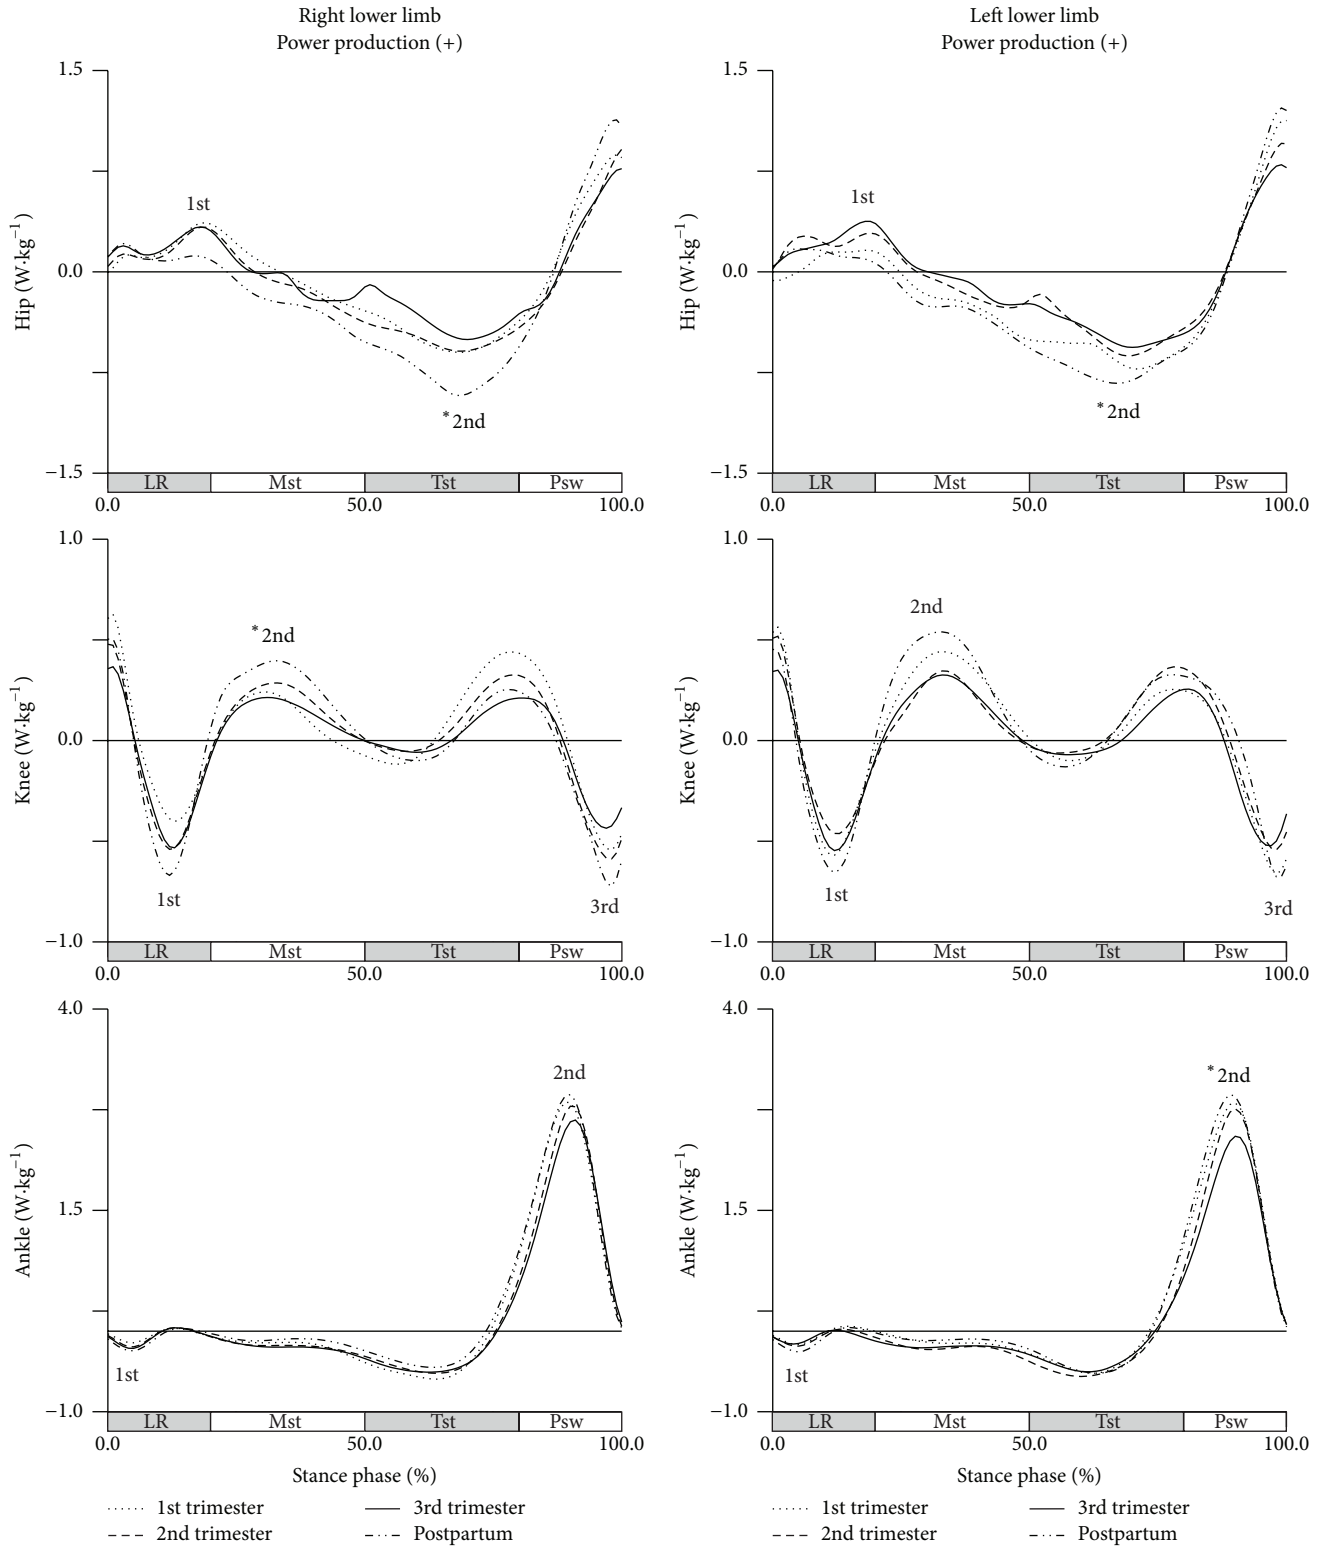 Right lower limb
Power production (+)
Left lower limb
Power production (+)
1.5
0.0
−1.5
Hip (W·kg−1)
1st
*2nd
LR Mst Tst Psw
0.0 50.0 100.0
1.5
0.0
−1.5
Hip (W·kg−1)
1st
*2nd
LR Mst Tst Psw
0.0 50.0 100.0
1.0
0.0
−1.0
Knee (W·kg−1)
*2nd
1st
3rd
LR Mst Tst Psw
0.0 50.0 100.0
1.0
0.0
−1.0
Knee (W·kg−1)
2nd
1st
3rd
LR Mst Tst Psw
0.0 50.0 100.0
4.0
1.5
−1.0
Ankle (W·kg−1)
2nd
1st
LR Mst Tst Psw
0.0 50.0 100.0
Stance phase (%)
4.0
1.5
−1.0
Ankle (W·kg−1)
*2nd
1st
LR Mst Tst Psw
0.0 50.0 100.0
Stance phase (%)
1st trimester 3rd trimester
2nd trimester Postpartum
1st trimester 3rd trimester
2nd trimester Postpartum